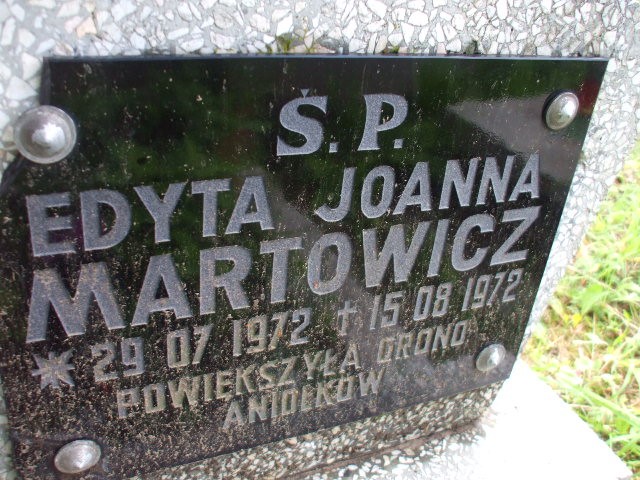 Ś.P.
EDYTA JOANNA
MARTOWICZ
* 29 07 1972 ✝ 15 08 1972
POWIĘKSZYŁA GRONO
ANIOŁKÓW